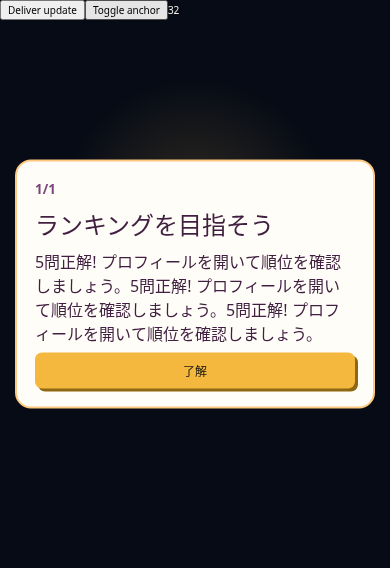 Deliver update Toggle anchor 32
1/1
ランキングを目指そう
5問正解! プロフィールを開いて順位を確認
しましょう。5問正解! プロフィールを開い
て順位を確認しましょう。5問正解! プロフ
ィールを開いて順位を確認しましょう。
了解